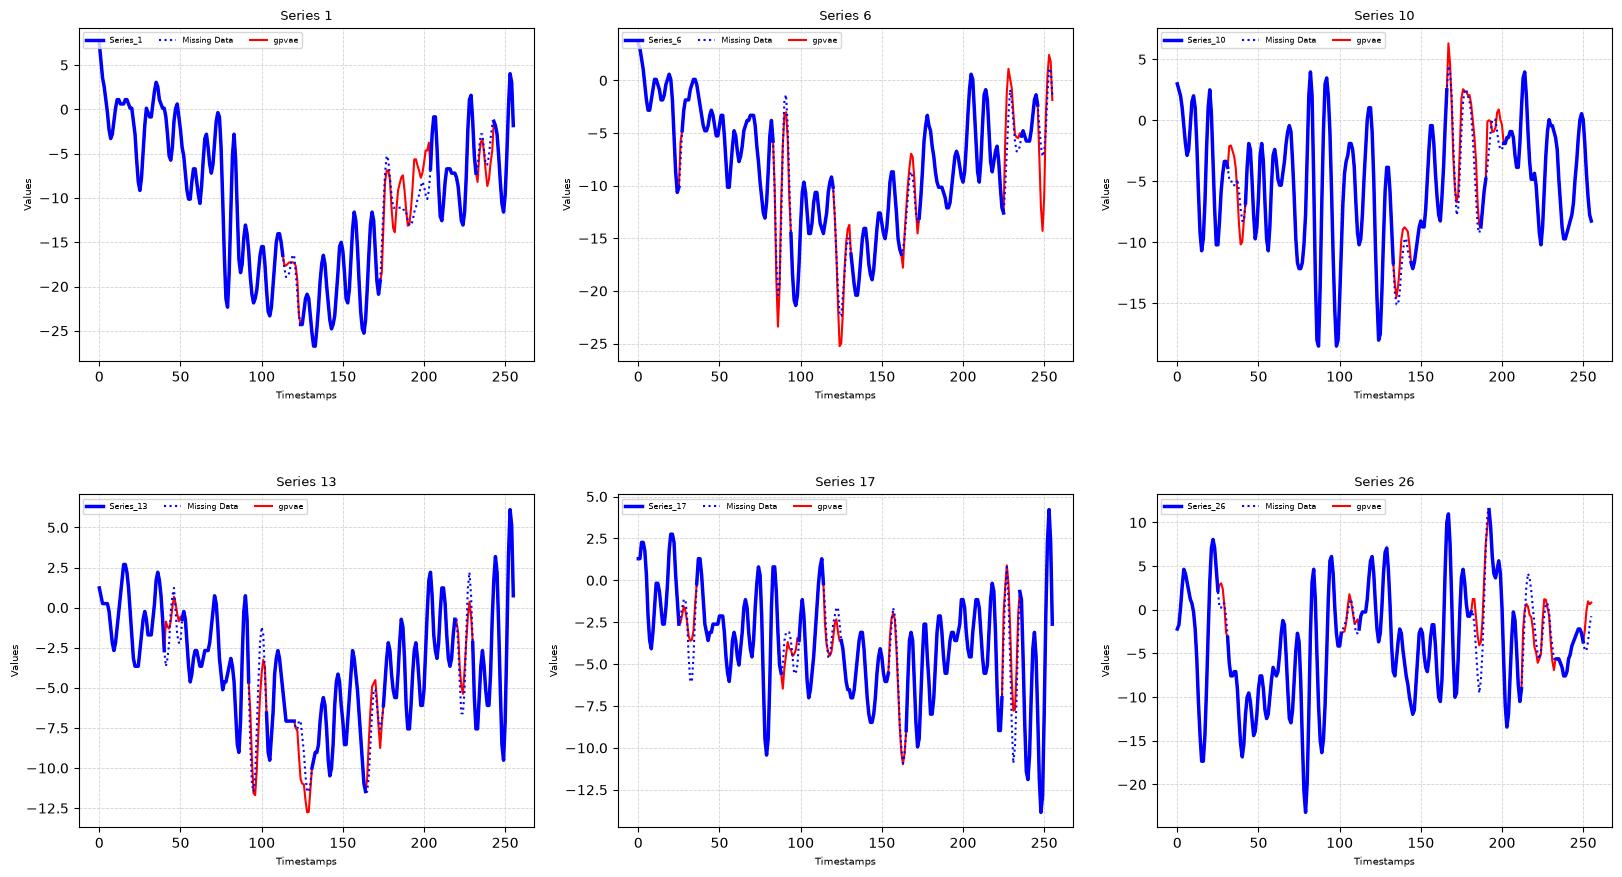 Series 1
Series_1 Missing Data gpvae
Values
5
0
−5
−10
−15
−20
−25
0 50 100 150 200 250
Timestamps
Series 6
Series_6 Missing Data gpvae
Values
0
−5
−10
−15
−20
−25
0 50 100 150 200 250
Timestamps
Series 10
Series_10 Missing Data gpvae
Values
5
0
−5
−10
−15
0 50 100 150 200 250
Timestamps
Series 13
Series_13 Missing Data gpvae
Values
5.0
2.5
0.0
−2.5
−5.0
−7.5
−10.0
−12.5
0 50 100 150 200 250
Timestamps
Series 17
Series_17 Missing Data gpvae
Values
5.0
2.5
0.0
−2.5
−5.0
−7.5
−10.0
−12.5
0 50 100 150 200 250
Timestamps
Series 26
Series_26 Missing Data gpvae
Values
10
5
0
−5
−10
−15
−20
0 50 100 150 200 250
Timestamps